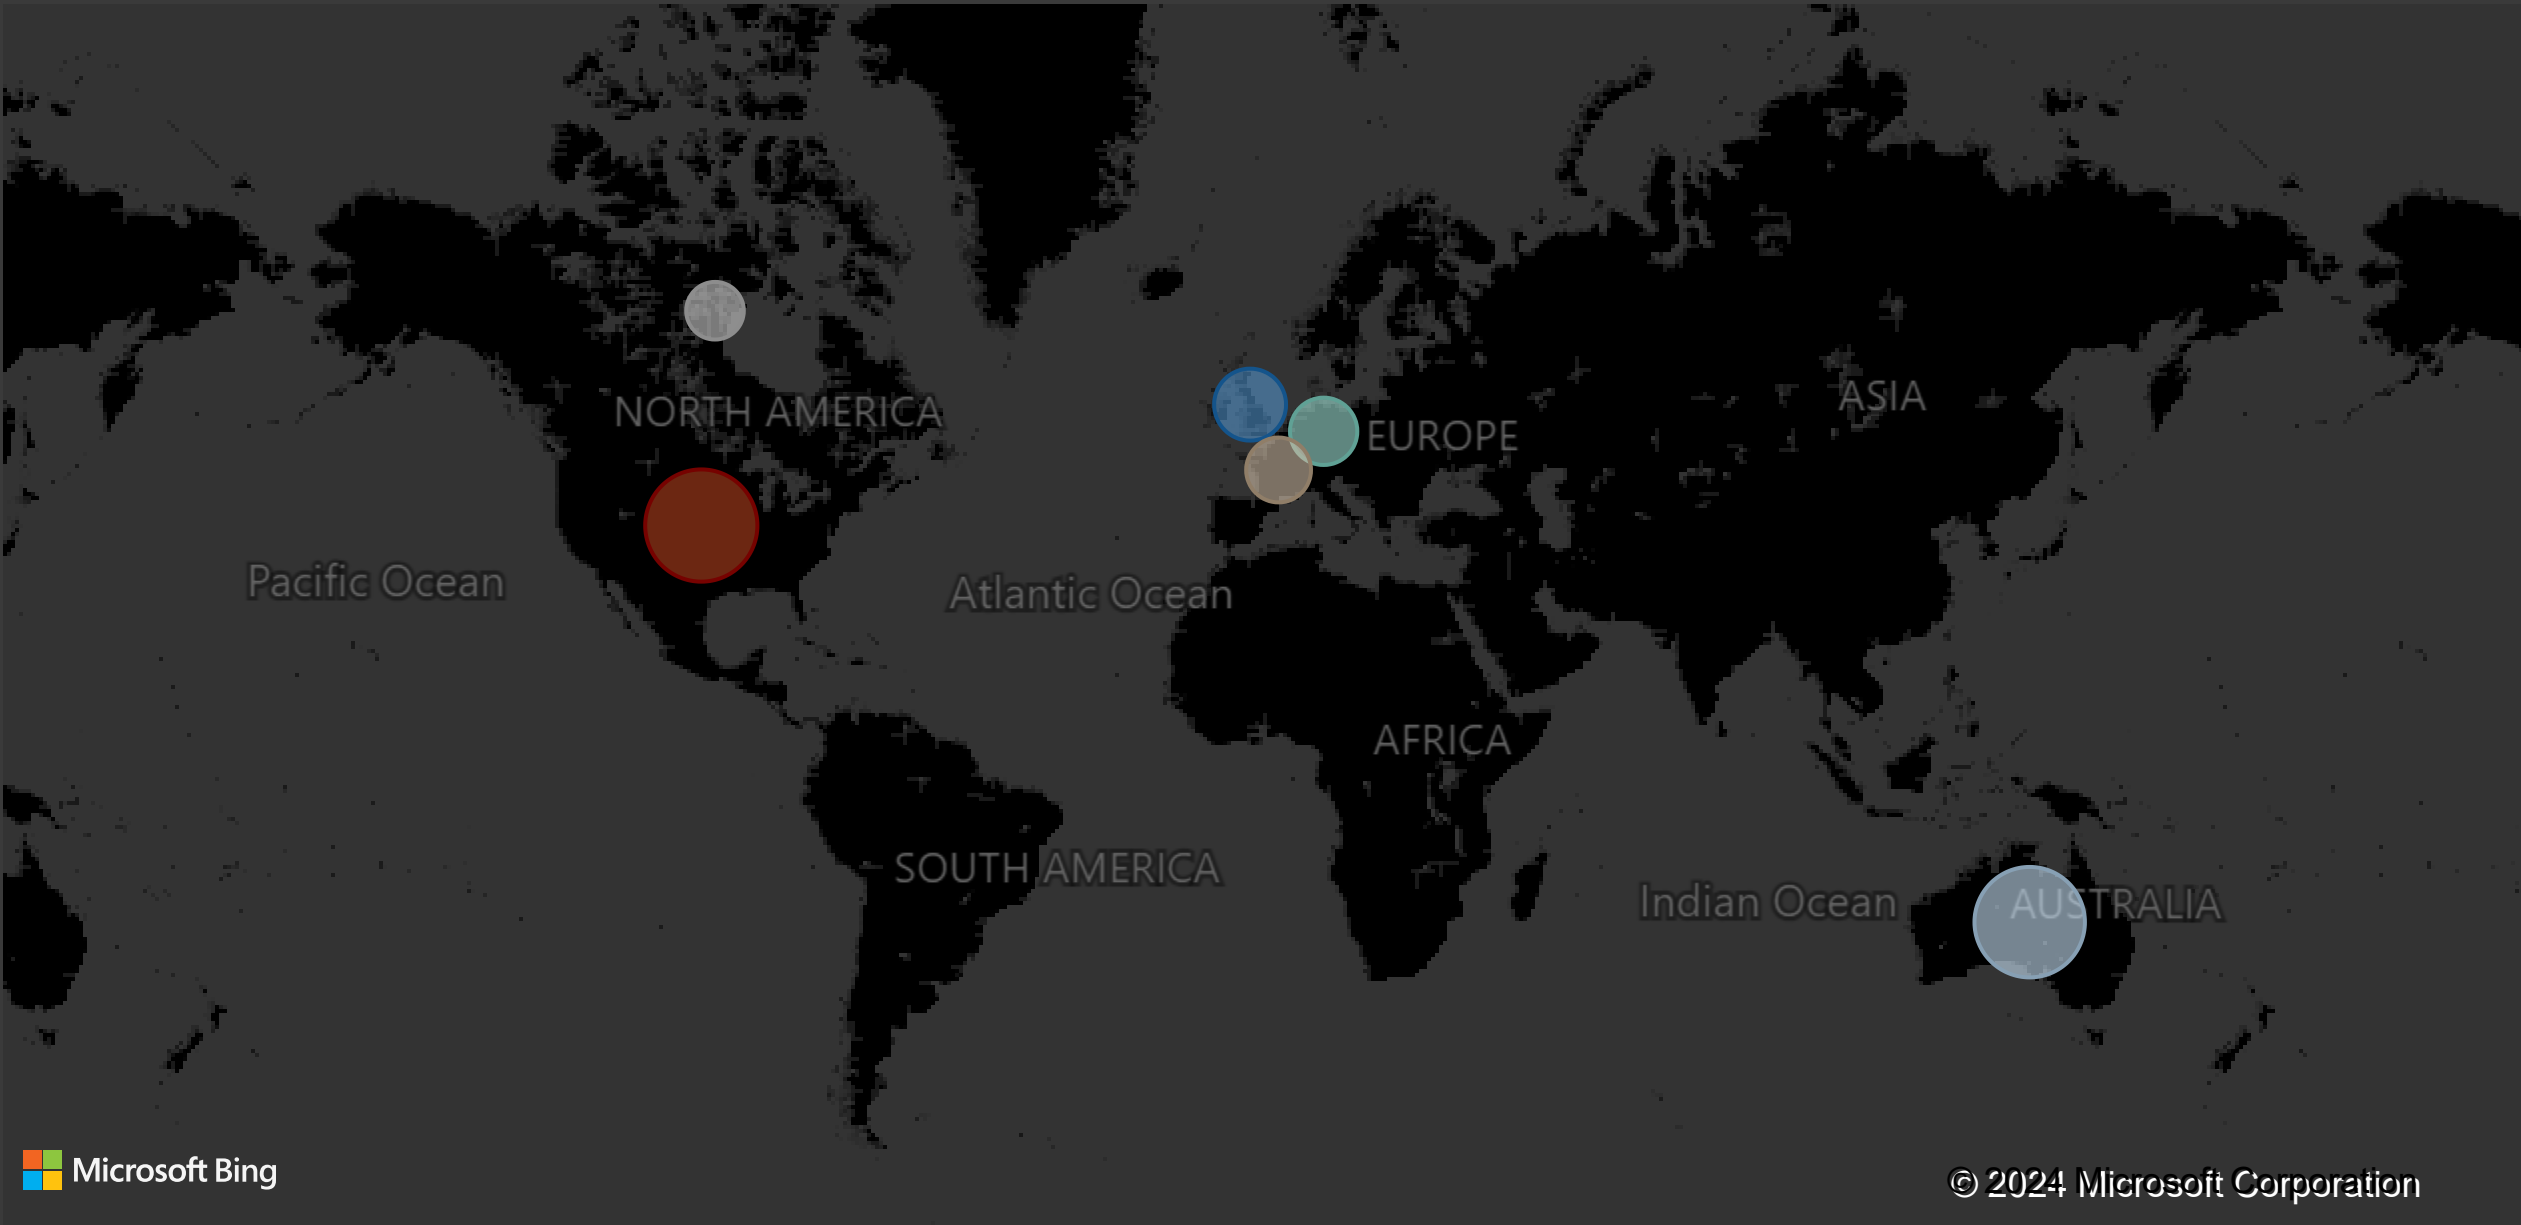 NORTH AMERICA
ASIA
EUROPE
Pacific Ocean
Atlantic Ocean
AFRICA
SOUTH AMERICA
Indian Ocean
AUSTRALIA
Microsoft Bing
© 2024 Microsoft Corporation